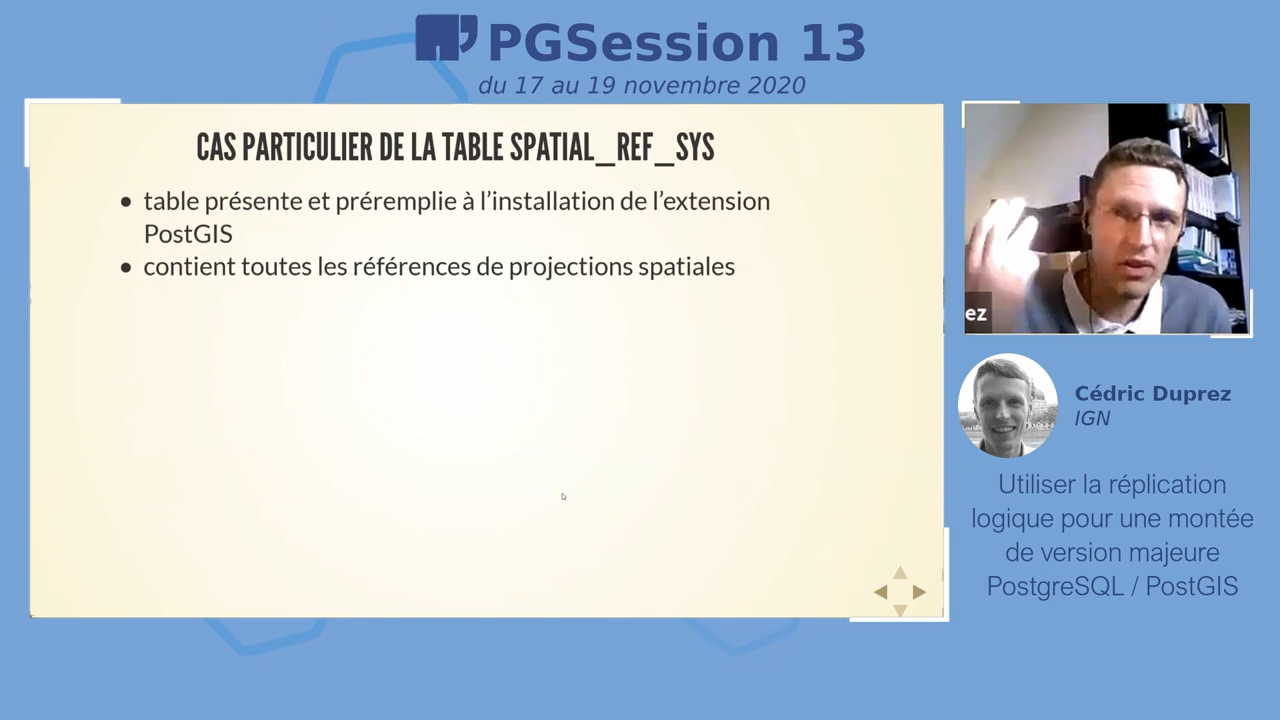 PGSession 13
du 17 au 19 novembre 2020
CAS PARTICULIER DE LA TABLE SPATIAL_REF_SYS
• table présente et préremplie à l’installation de l’extension
PostGIS
• contient toutes les références de projections spatiales
ez
Cédric Duprez
IGN
Utiliser la réplication
logique pour une montée
de version majeure
PostgreSQL / PostGIS